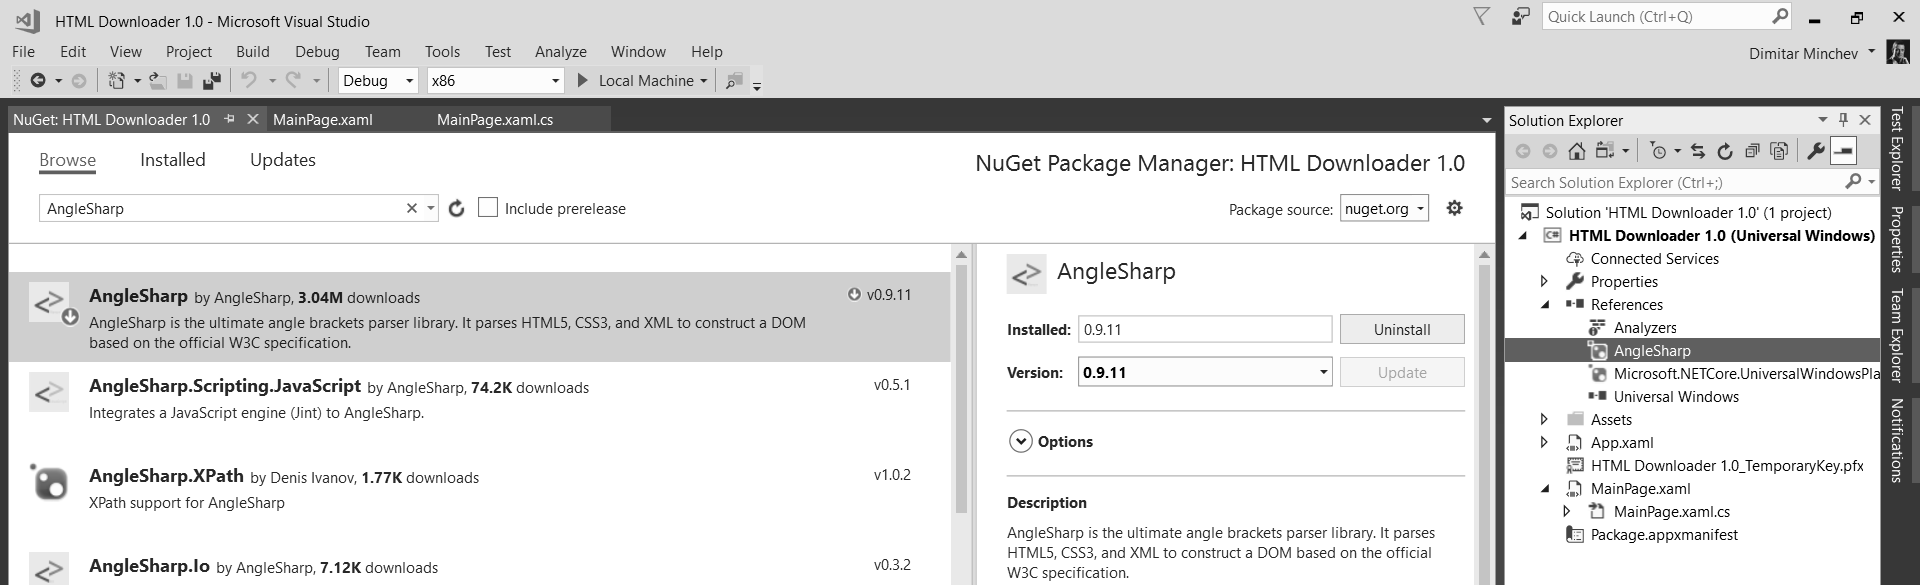 HTML Downloader 1.0 - Microsoft Visual Studio
Quick Launch (Ctrl+Q)
File Edit View Project Build Debug Team Tools Test Analyze Window Help
Dimitar Minchev
Debug x86 Local Machine
NuGet: HTML Downloader 1.0 MainPage.xaml MainPage.xaml.cs
Browse Installed Updates
NuGet Package Manager: HTML Downloader 1.0
AngleSharp
Include prerelease
Package source: nuget.org
AngleSharp by AngleSharp, 3.04M downloads v0.9.11
AngleSharp is the ultimate angle brackets parser library. It parses HTML5, CSS3, and XML to construct a DOM
based on the official W3C specification.
AngleSharp.Scripting.JavaScript by AngleSharp, 74.2K downloads v0.5.1
Integrates a JavaScript engine (Jint) to AngleSharp.
AngleSharp.XPath by Denis Ivanov, 1.77K downloads v1.0.2
XPath support for AngleSharp
AngleSharp.Io by AngleSharp, 7.12K downloads v0.3.2
AngleSharp
Installed: 0.9.11 Uninstall
Version: 0.9.11 Update
Options
Description
AngleSharp is the ultimate angle brackets parser library. It parses
HTML5, CSS3, and XML to construct a DOM based on the official
W3C specification.
Solution Explorer
Search Solution Explorer (Ctrl+;)
Solution 'HTML Downloader 1.0' (1 project)
C# HTML Downloader 1.0 (Universal Windows)
Connected Services
Properties
References
Analyzers
AngleSharp
Microsoft.NETCore.UniversalWindowsPla
Universal Windows
Assets
App.xaml
HTML Downloader 1.0_TemporaryKey.pfx
MainPage.xaml
MainPage.xaml.cs
Package.appxmanifest
Test Explorer
Properties
Team Explorer
Notifications